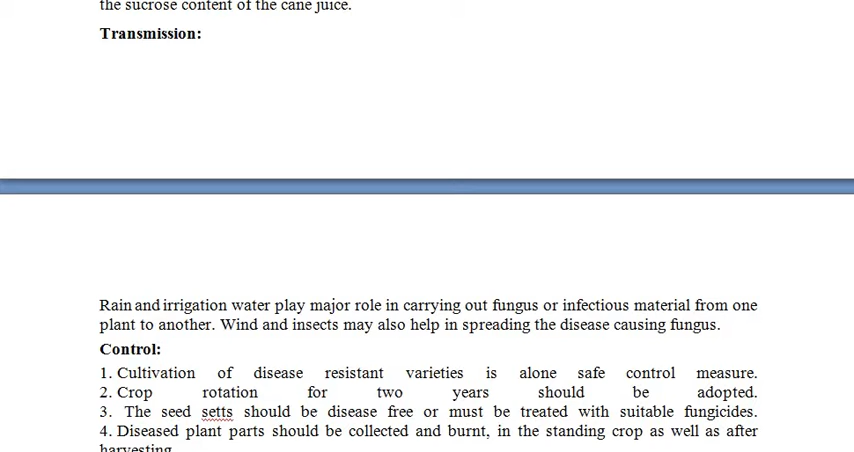 the sucrose content of the cane juice.
Transmission:
Rain and irrigation water play major role in carrying out fungus or infectious material from one
plant to another. Wind and insects may also help in spreading the disease causing fungus.
Control:
1. Cultivation of disease resistant varieties is alone safe control measure.
2. Crop rotation for two years should be adopted.
3. The seed setts should be disease free or must be treated with suitable fungicides.
4. Diseased plant parts should be collected and burnt, in the standing crop as well as after
harvesting.